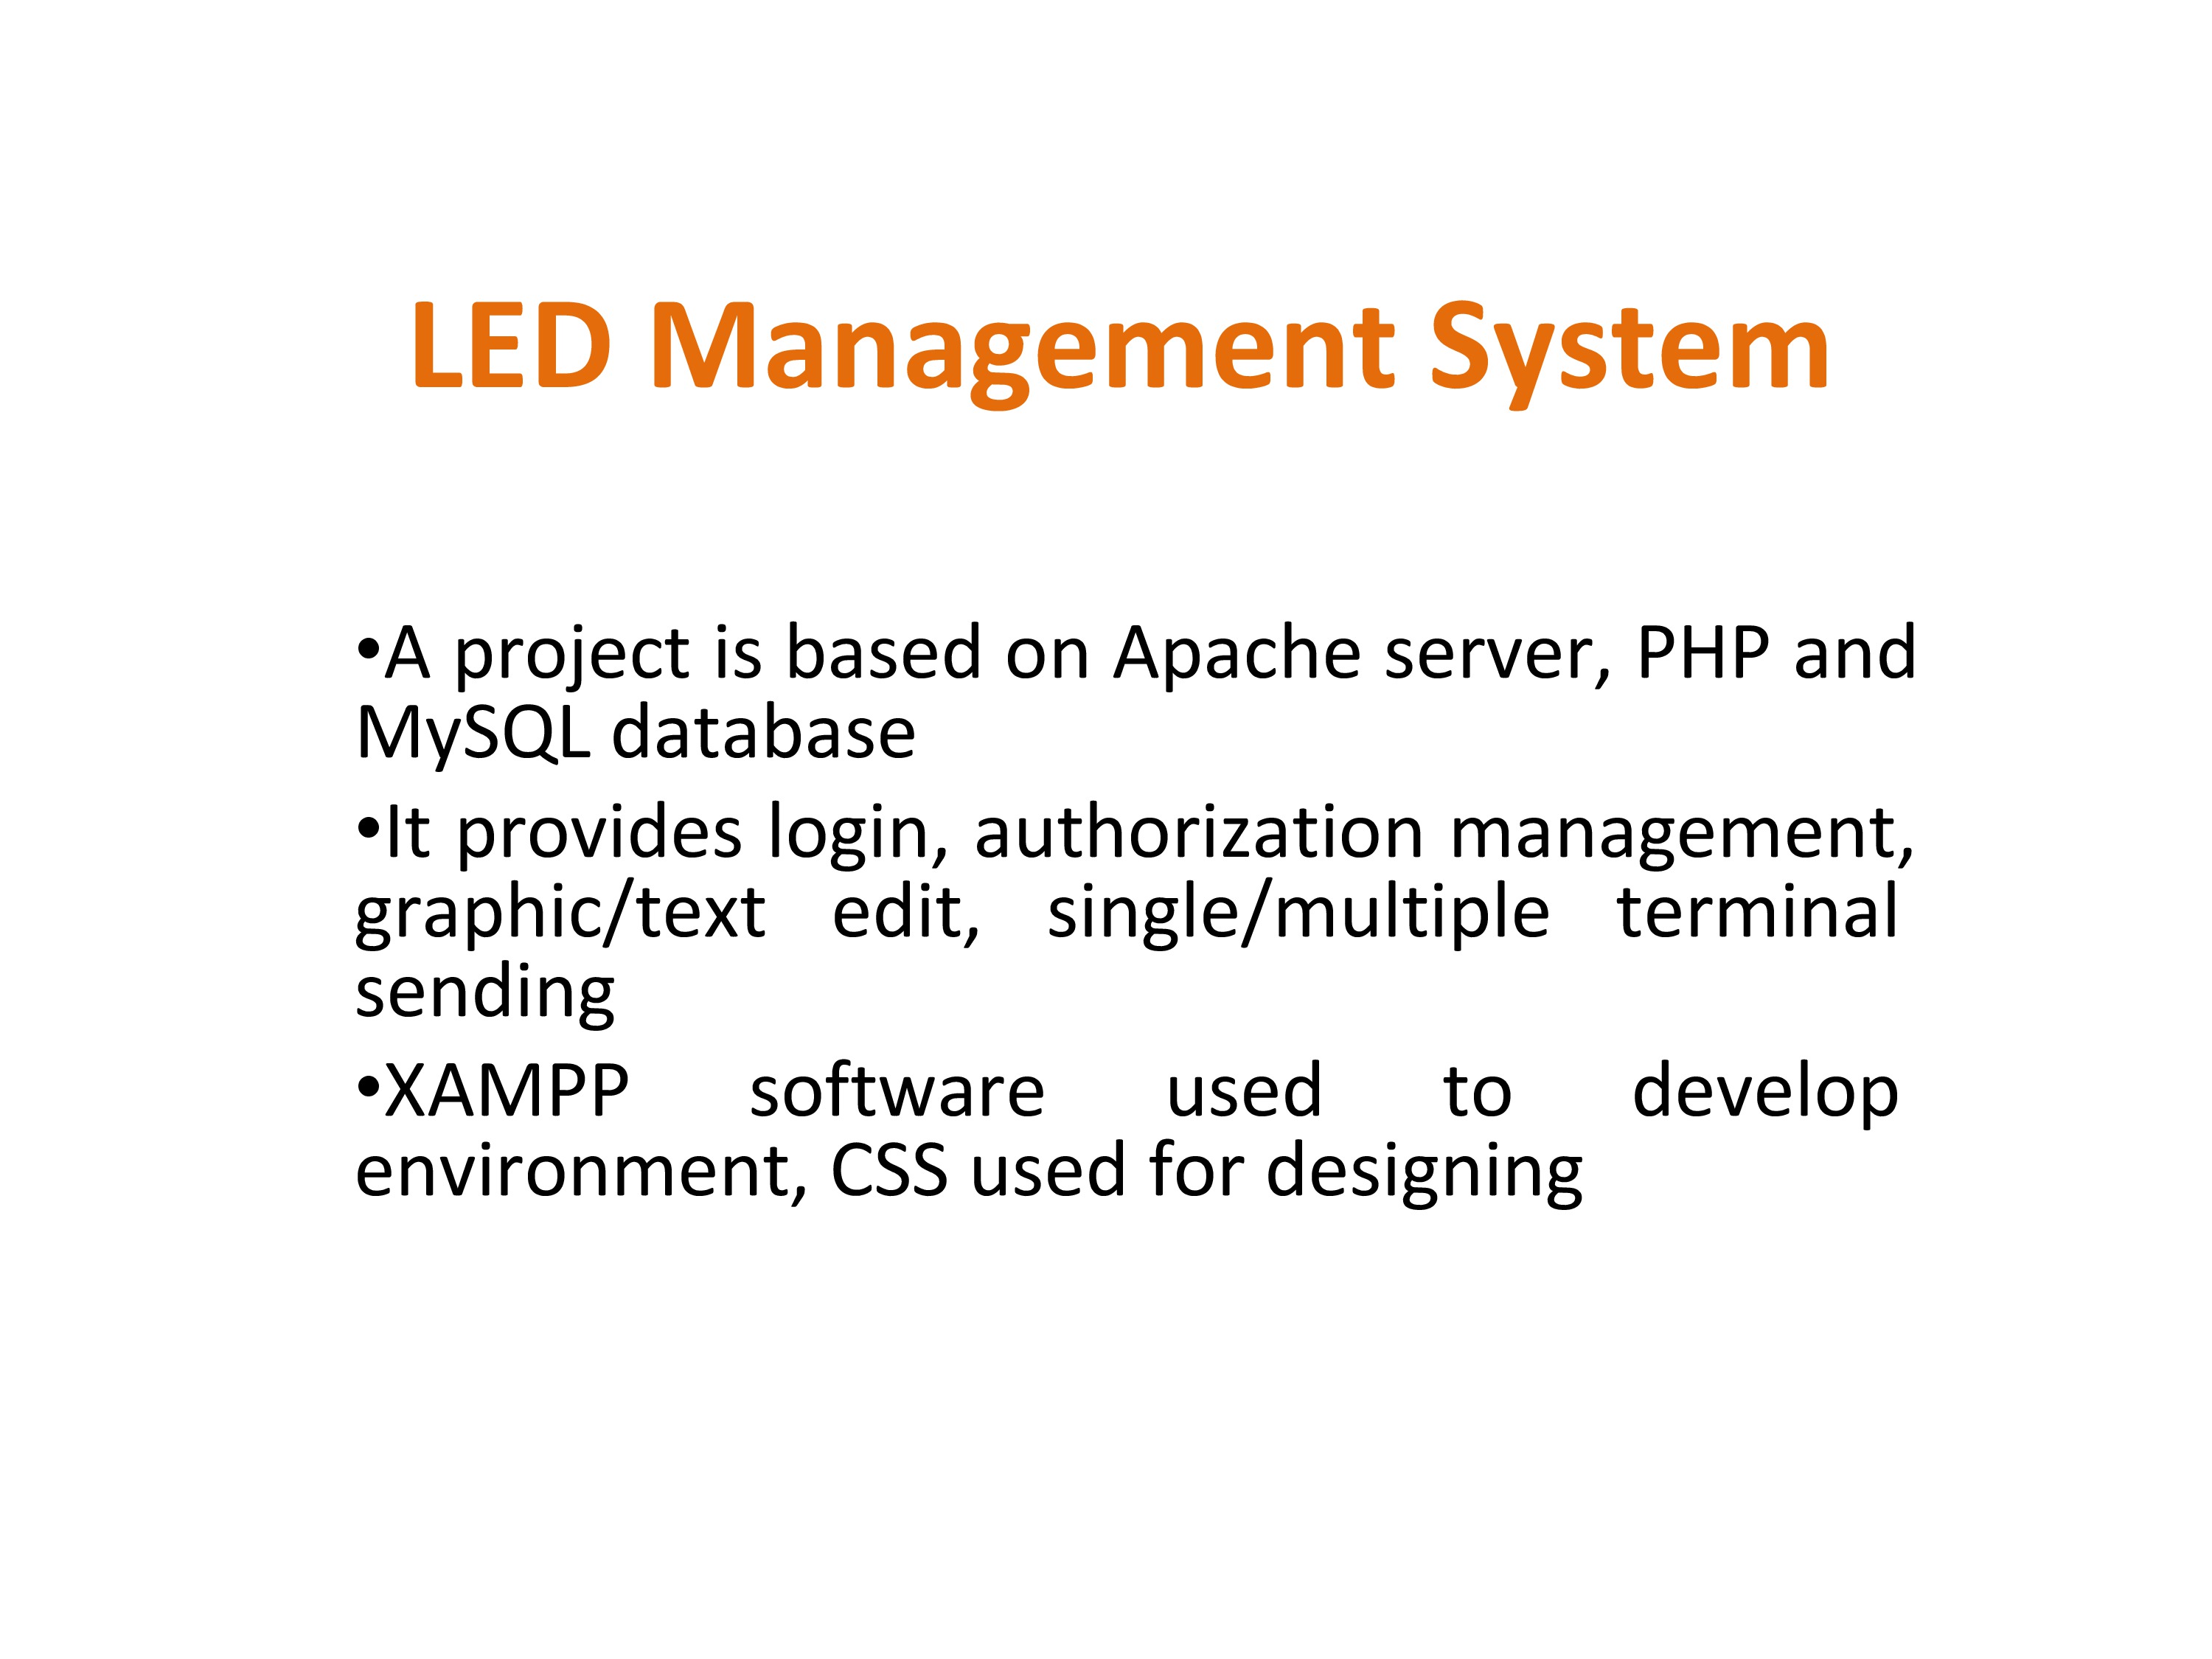 LED Management System
•A project is based on Apache server, PHP and
MySQL database
•It provides login, authorization management,
graphic/text edit, single/multiple terminal
sending
•XAMPP software used to develop
environment, CSS used for designing